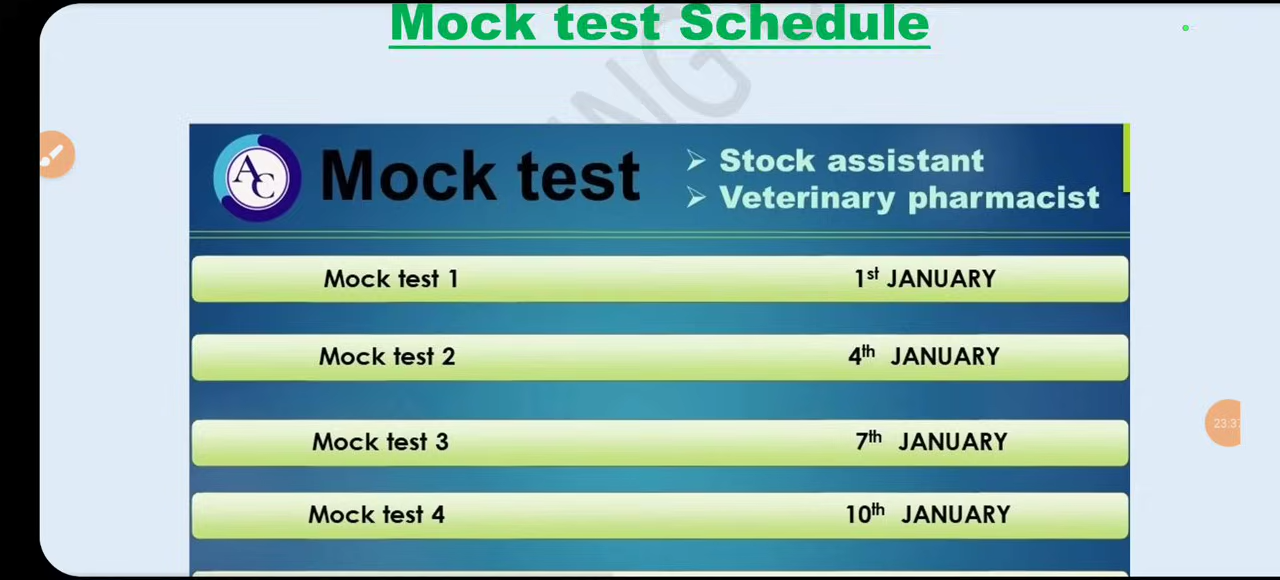 Mock test Schedule
AC
Mock test
➢ Stock assistant
➢ Veterinary pharmacist
Mock test 1 1st JANUARY
Mock test 2 4th JANUARY
Mock test 3 7th JANUARY
Mock test 4 10th JANUARY